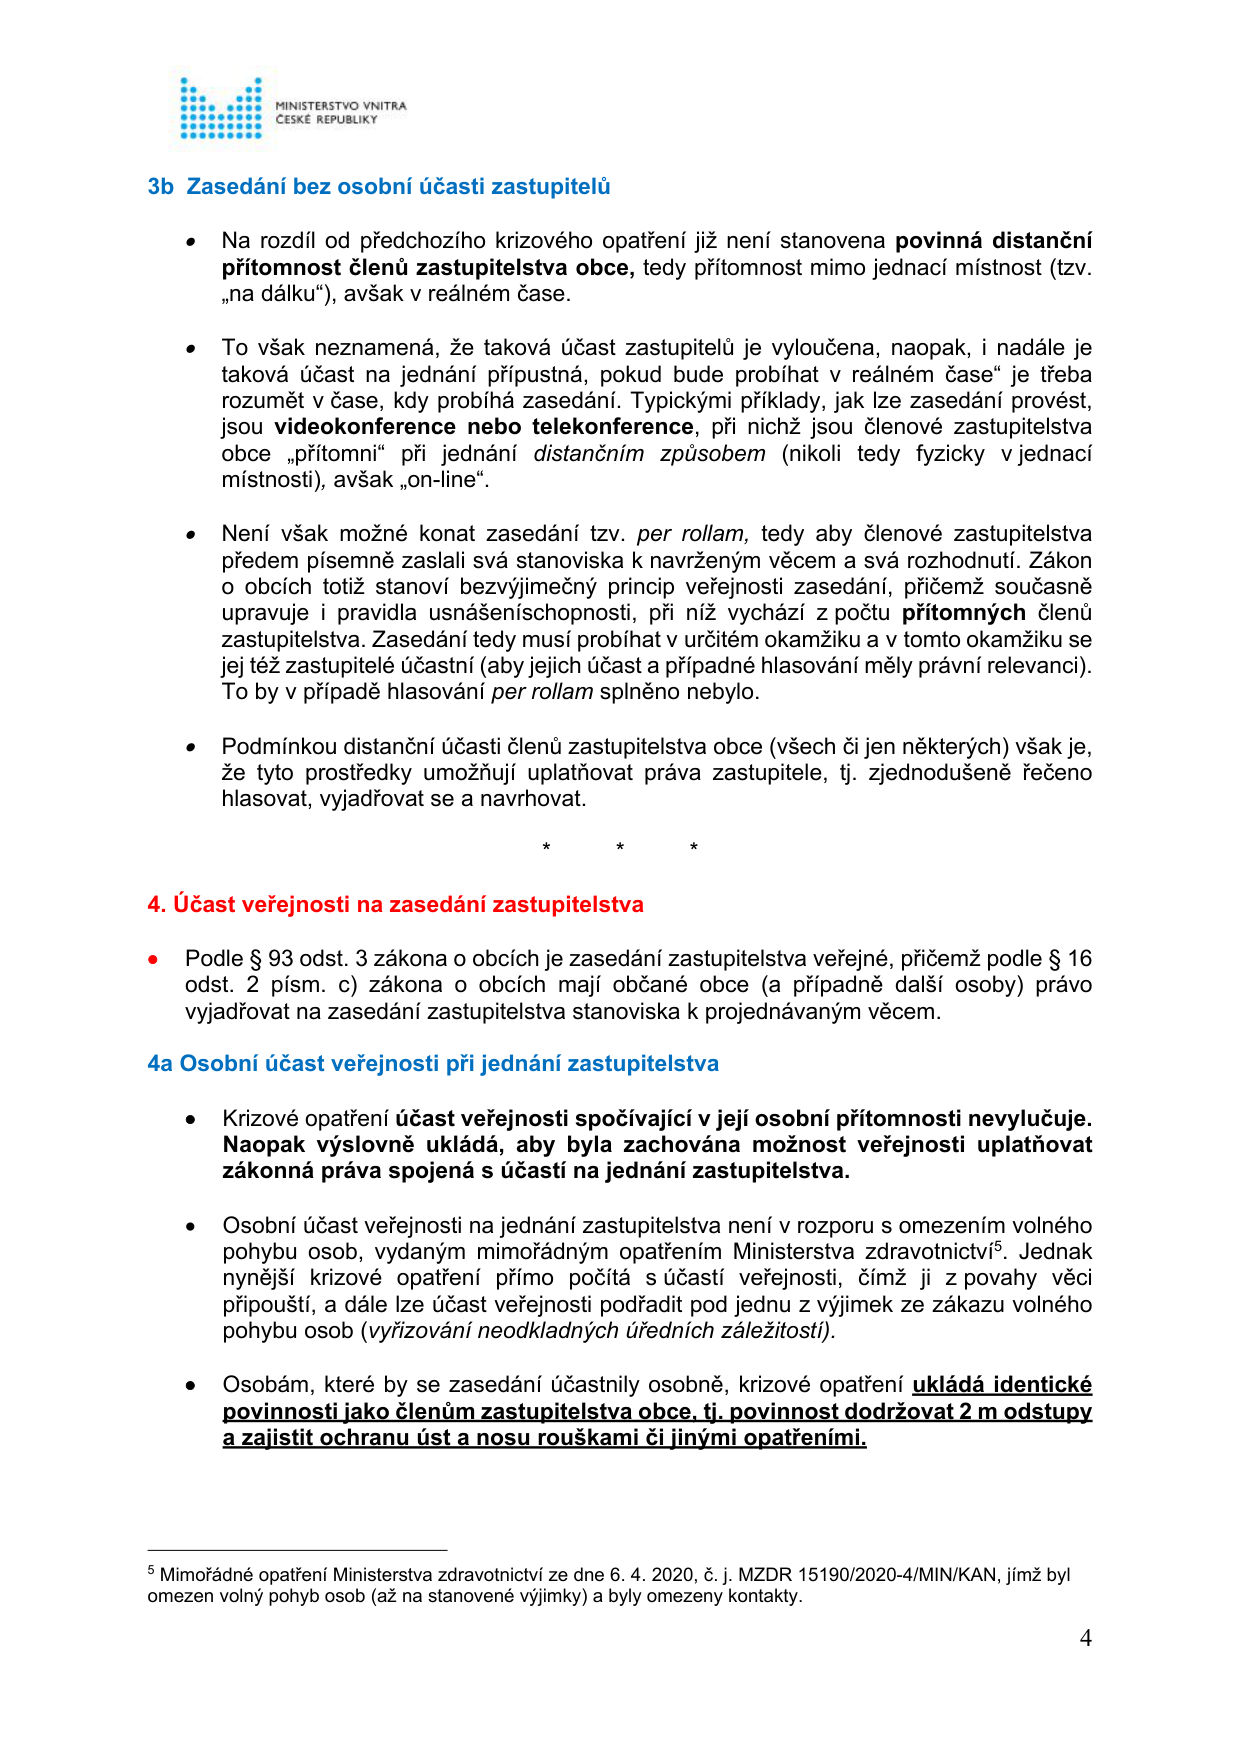 MINISTERSTVO VNITRA
ČESKÉ REPUBLIKY
3b Zasedání bez osobní účasti zastupitelů
• Na rozdíl od předchozího krizového opatření již není stanovena povinná distanční
přítomnost členů zastupitelstva obce, tedy přítomnost mimo jednací místnost (tzv.
„na dálku“), avšak v reálném čase.
• To však neznamená, že taková účast zastupitelů je vyloučena, naopak, i nadále je
taková účast na jednání přípustná, pokud bude probíhat v reálném čase“ je třeba
rozumět v čase, kdy probíhá zasedání. Typickými příklady, jak lze zasedání provést,
jsou videokonference nebo telekonference, při nichž jsou členové zastupitelstva
obce „přítomni“ při jednání distančním způsobem (nikoli tedy fyzicky v jednací
místnosti), avšak „on-line“.
• Není však možné konat zasedání tzv. per rollam, tedy aby členové zastupitelstva
předem písemně zaslali svá stanoviska k navrženým věcem a svá rozhodnutí. Zákon
o obcích totiž stanoví bezvýjimečný princip veřejnosti zasedání, přičemž současně
upravuje i pravidla usnášeníschopnosti, při níž vychází z počtu přítomných členů
zastupitelstva. Zasedání tedy musí probíhat v určitém okamžiku a v tomto okamžiku se
jej též zastupitelé účastní (aby jejich účast a případné hlasování měly právní relevanci).
To by v případě hlasování per rollam splněno nebylo.
• Podmínkou distanční účasti členů zastupitelstva obce (všech či jen některých) však je,
že tyto prostředky umožňují uplatňovat práva zastupitele, tj. zjednodušeně řečeno
hlasovat, vyjadřovat se a navrhovat.
* * *
4. Účast veřejnosti na zasedání zastupitelstva
• Podle § 93 odst. 3 zákona o obcích je zasedání zastupitelstva veřejné, přičemž podle § 16
odst. 2 písm. c) zákona o obcích mají občané obce (a případně další osoby) právo
vyjadřovat na zasedání zastupitelstva stanoviska k projednávaným věcem.
4a Osobní účast veřejnosti při jednání zastupitelstva
• Krizové opatření účast veřejnosti spočívající v její osobní přítomnosti nevylučuje.
Naopak výslovně ukládá, aby byla zachována možnost veřejnosti uplatňovat
zákonná práva spojená s účastí na jednání zastupitelstva.
• Osobní účast veřejnosti na jednání zastupitelstva není v rozporu s omezením volného
pohybu osob, vydaným mimořádným opatřením Ministerstva zdravotnictví5. Jednak
nynější krizové opatření přímo počítá s účastí veřejnosti, čímž ji z povahy věci
připouští, a dále lze účast veřejnosti podřadit pod jednu z výjimek ze zákazu volného
pohybu osob (vyřizování neodkladných úředních záležitostí).
• Osobám, které by se zasedání účastnily osobně, krizové opatření ukládá identické
povinnosti jako členům zastupitelstva obce, tj. povinnost dodržovat 2 m odstupy
a zajistit ochranu úst a nosu rouškami či jinými opatřeními.
5 Mimořádné opatření Ministerstva zdravotnictví ze dne 6. 4. 2020, č. j. MZDR 15190/2020-4/MIN/KAN, jímž byl
omezen volný pohyb osob (až na stanovené výjimky) a byly omezeny kontakty.
4